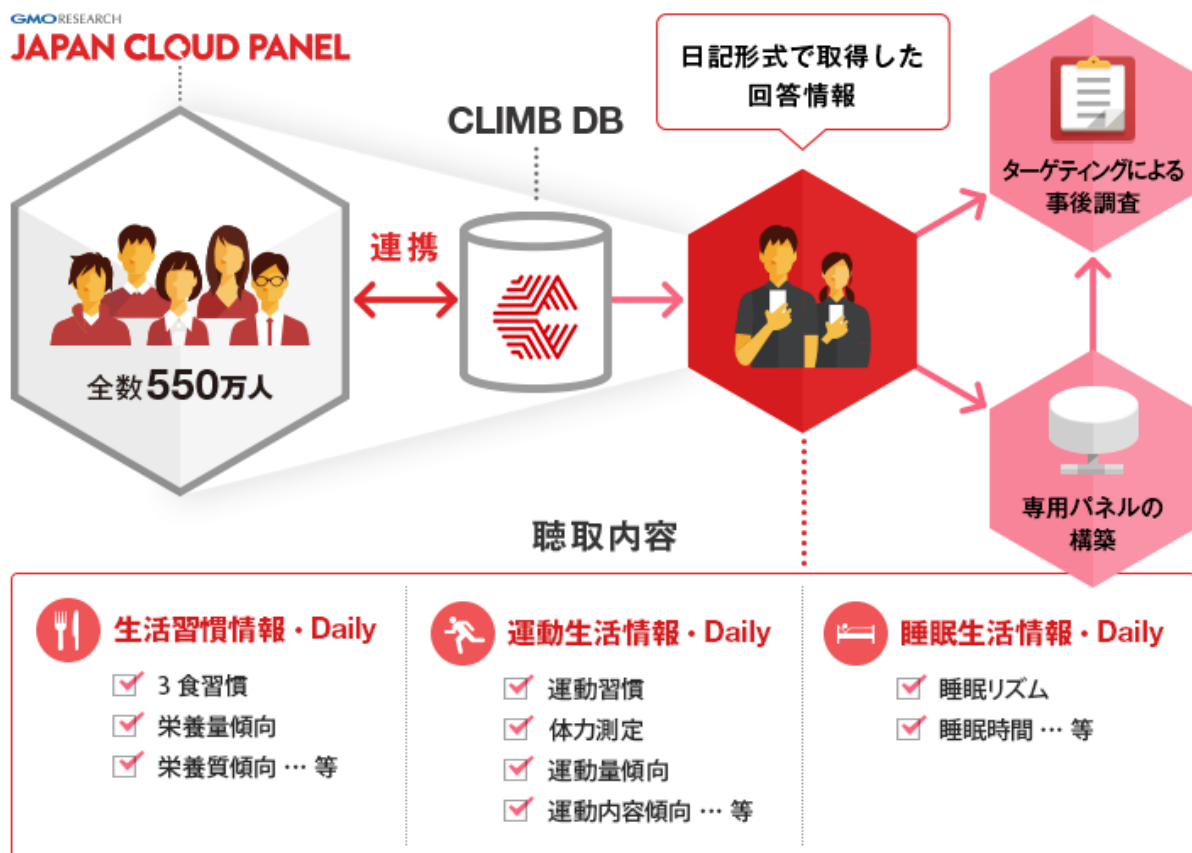 GMO RESEARCH
JAPAN CLOUD PANEL
全数550万人
連携
CLIMB DB
日記形式で取得した
回答情報
ターゲティングによる
事後調査
専用パネルの
構築
聴取内容
生活習慣情報・Daily
3食習慣
栄養量傾向
栄養質傾向 … 等
運動生活情報・Daily
運動習慣
体力測定
運動量傾向
運動内容傾向 … 等
睡眠生活情報・Daily
睡眠リズム
睡眠時間 … 等